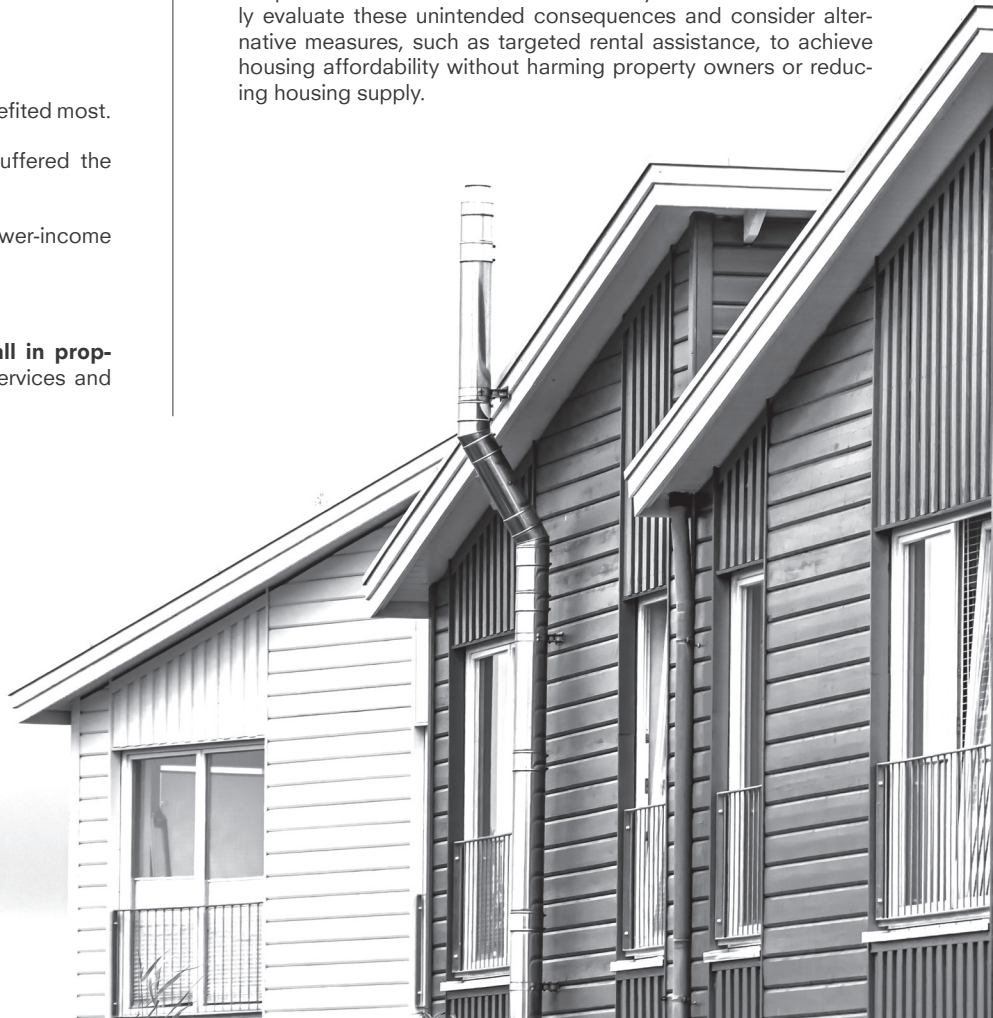 efited most.
uffered the
wer-income
all in prop-
ervices and
ly evaluate these unintended consequences and consider alter-
native measures, such as targeted rental assistance, to achieve
housing affordability without harming property owners or reduc-
ing housing supply.